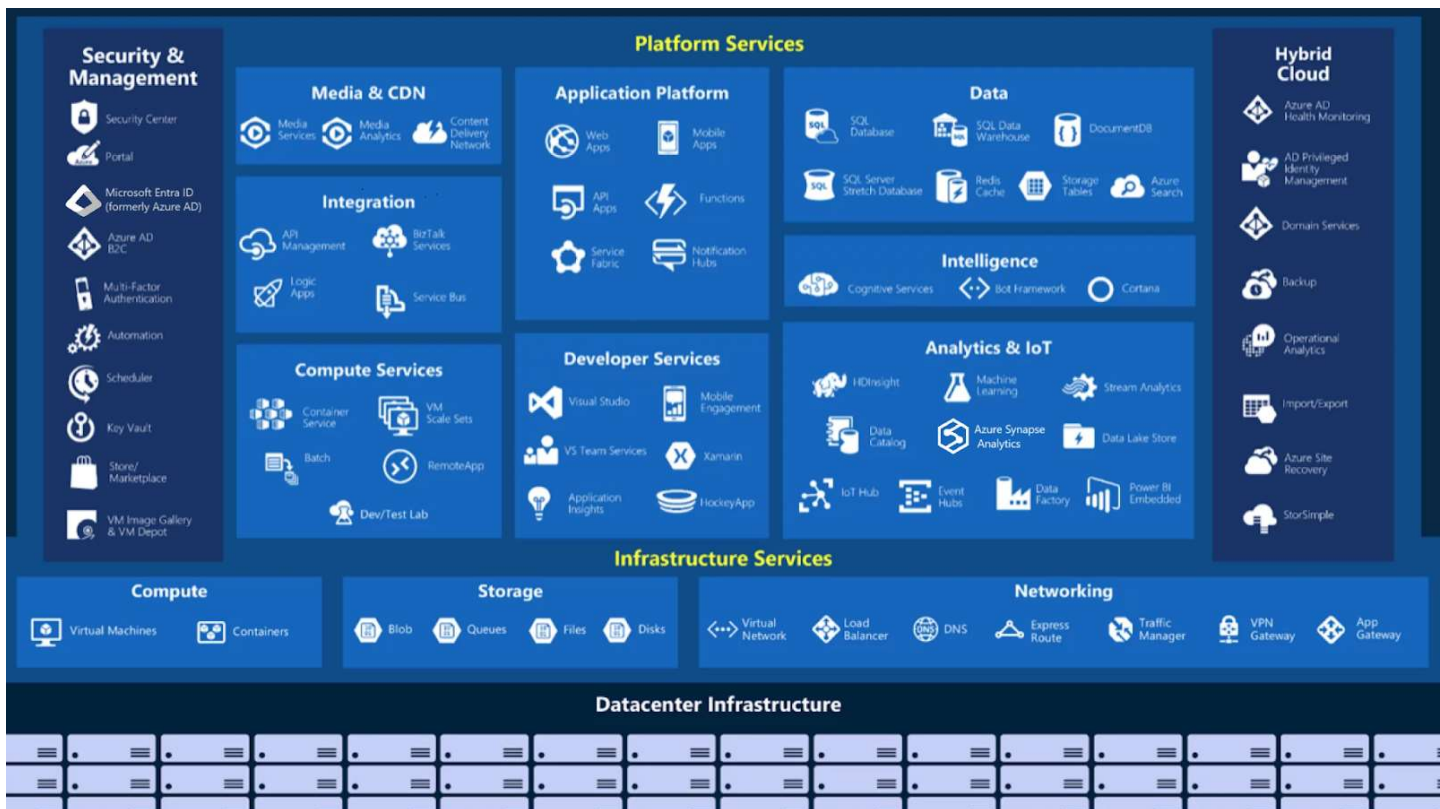 Platform Services
Security &
Management
Security Center
Portal
Microsoft Entra ID
(formerly Azure AD)
Azure AD
B2C
Multi-Factor
Authentication
Automation
Scheduler
Key Vault
Store/
Marketplace
VM Image Gallery
& VM Depot
Media & CDN
Media
Services
Media
Analytics
Content
Delivery
Network
Integration
API
Management
BizTalk
Services
Logic
Apps
Service Bus
Compute Services
Container
Service
VM
Scale Sets
Batch
RemoteApp
Dev/Test Lab
Application Platform
Web
Apps
Mobile
Apps
API
Apps
Functions
Service
Fabric
Notification
Hubs
Developer Services
Visual Studio
Mobile
Engagement
VS Team Services
Xamarin
Application
Insights
HockeyApp
Data
SQL
SQL
Database
SQL
SQL Data
Warehouse
DocumentDB
SQL
SQL Server
Stretch Database
Redis
Cache
Storage
Tables
Azure
Search
Intelligence
Cognitive Services
Bot Framework
Cortana
Analytics & IoT
HDInsight
Machine
Learning
Stream Analytics
Data
Catalog
Azure Synapse
Analytics
Data Lake Store
IoT Hub
Event
Hubs
Data
Factory
Power BI
Embedded
Hybrid
Cloud
Azure AD
Health Monitoring
AD Privileged
Identity
Management
Domain Services
Backup
Operational
Analytics
Import/Export
Azure Site
Recovery
StorSimple
Infrastructure Services
Compute
Virtual Machines
Containers
Storage
Blob
Queues
Files
Disks
Networking
Virtual
Network
Load
Balancer
DNS
DNS
Express
Route
Traffic
Manager
VPN
Gateway
App
Gateway
Datacenter Infrastructure